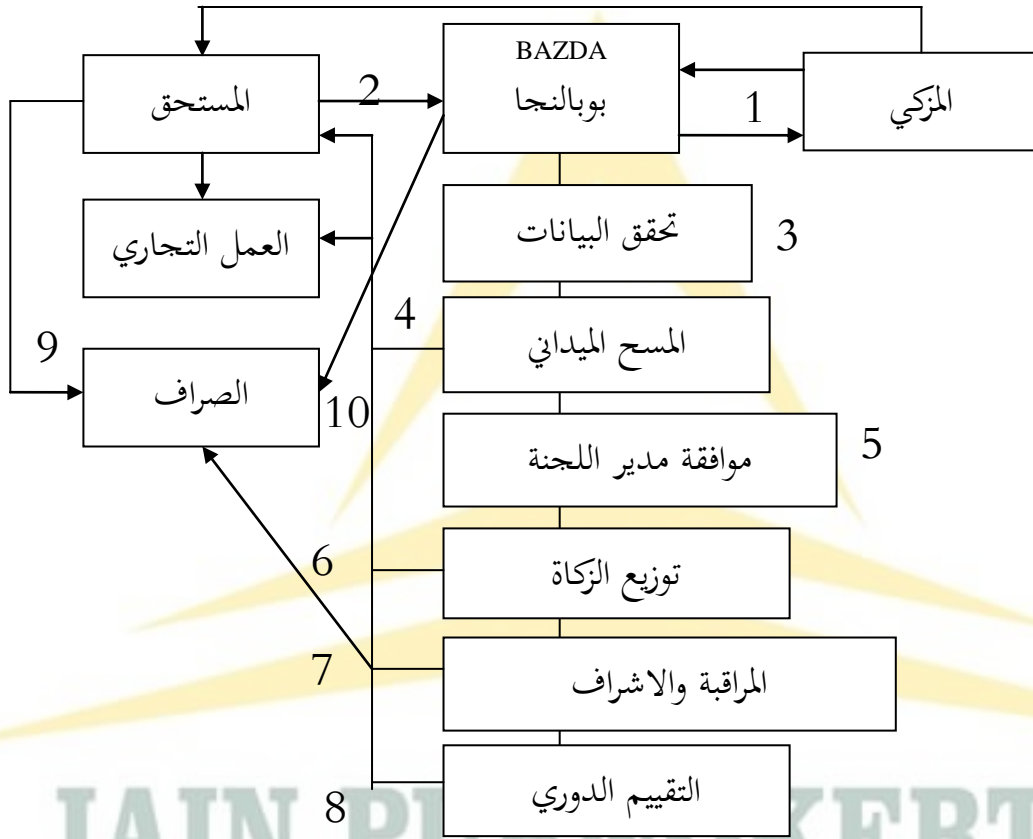 BAZDA
بوبالنجا
المزكي
المستحق
2
1
تحقق البيانات
3
العمل التجاري
4
المسح الميداني
9
الصراف
10
موافقة مدير اللجنة
5
6
توزيع الزكاة
7
المراقبة والاشراف
8
التقييم الدوري